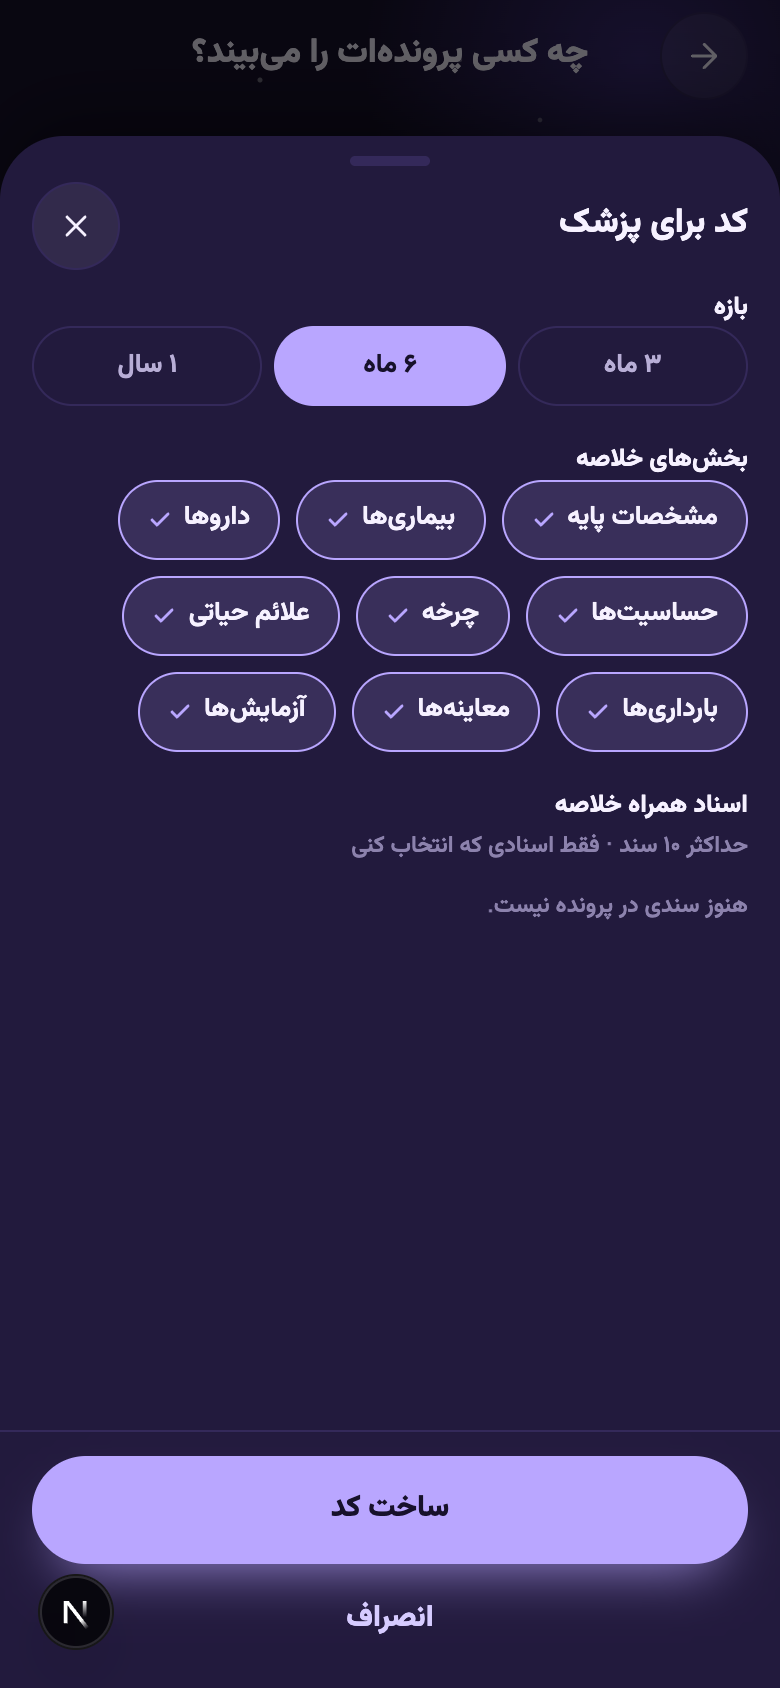 چه کسی پرونده‌ات را می‌بیند؟
کد برای پزشک
بازه
۳ ماه
۶ ماه
۱ سال
بخش‌های خلاصه
مشخصات پایه
بیماری‌ها
داروها
حساسیت‌ها
چرخه
علائم حیاتی
بارداری‌ها
معاینه‌ها
آزمایش‌ها
اسناد همراه خلاصه
حداکثر ۱۰ سند · فقط اسنادی که انتخاب کنی
هنوز سندی در پرونده نیست.
ساخت کد
انصراف
N